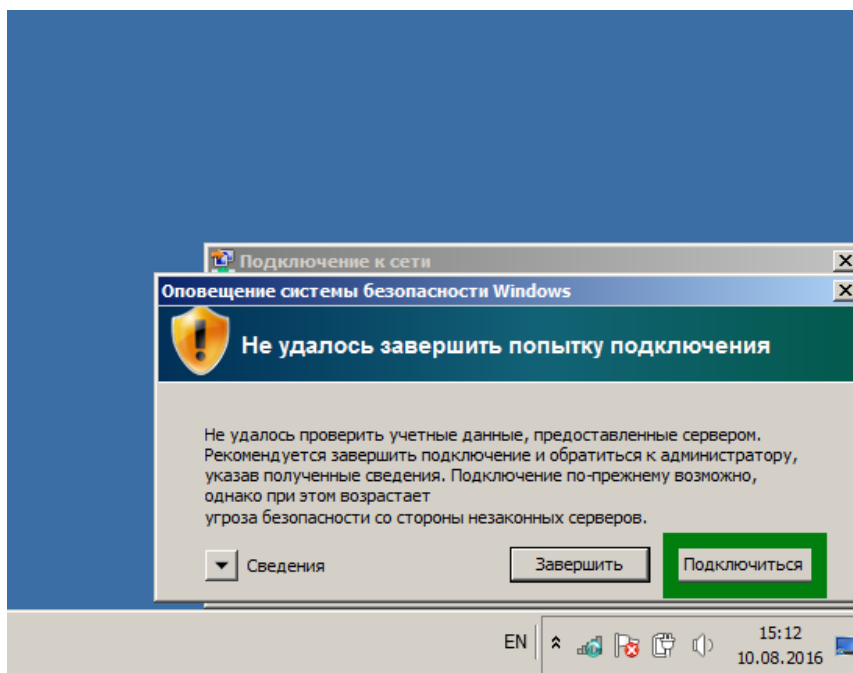 Подключение к сети
Оповещение системы безопасности Windows
Не удалось завершить попытку подключения
Не удалось проверить учетные данные, предоставленные сервером.
Рекомендуется завершить подключение и обратиться к администратору,
указав полученные сведения. Подключение по-прежнему возможно,
однако при этом возрастает
угроза безопасности со стороны незаконных серверов.
Сведения
Завершить
Подключиться
EN
15:12
10.08.2016